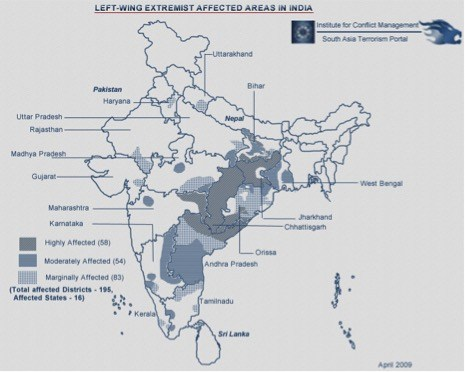 LEFT-WING EXTREMIST AFFECTED AREAS IN INDIA
Institute for Conflict Management
South Asia Terrorism Portal
Uttarakhand
Bihar
Pakistan
Haryana
Nepal
Uttar Pradesh
Rajasthan
Madhya Pradesh
Gujarat
West Bengal
Maharashtra
Jharkhand
Karnataka
Chhattisgarh
Highly Affected (58)
Orissa
Moderately Affected (54)
Andhra Pradesh
Marginally Affected (83)
(Total affected Districts - 195,
Affected States - 16)
Tamilnadu
Kerala
Sri Lanka
April 2009